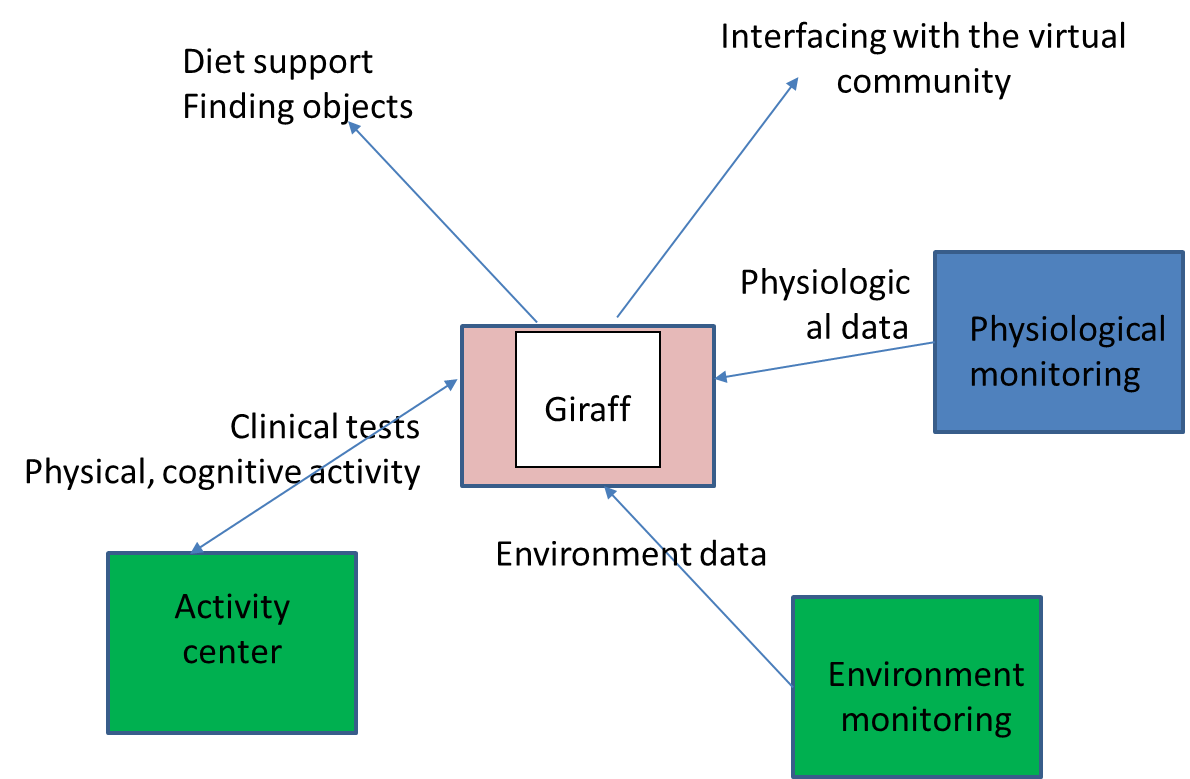 Diet support
Finding objects
Interfacing with the virtual
community
Physiologic
al data
Physiological
monitoring
Giraff
Clinical tests
Physical, cognitive activity
Environment data
Activity
center
Environment
monitoring